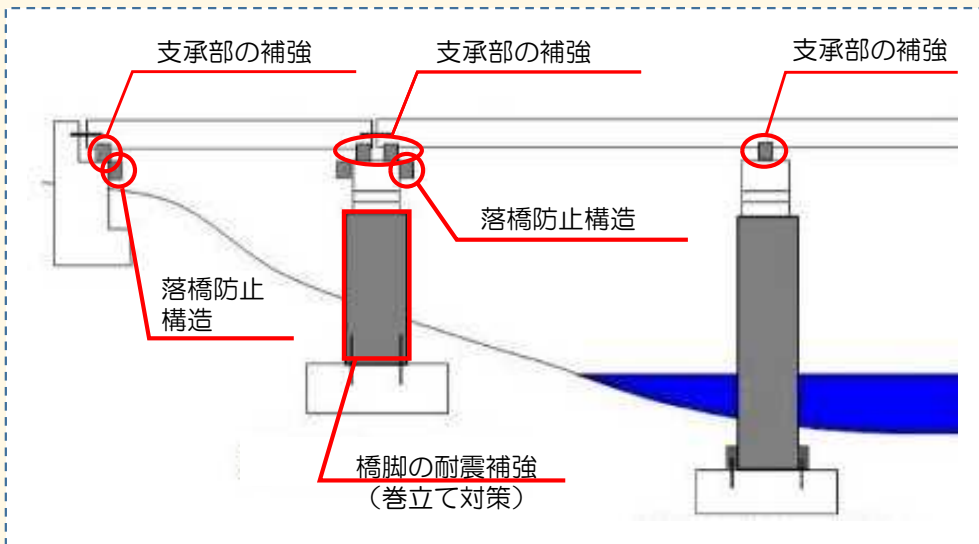 支承部の補強
支承部の補強
支承部の補強
落橋防止構造
落橋防止
構造
橋脚の耐震補強
（巻立て対策）